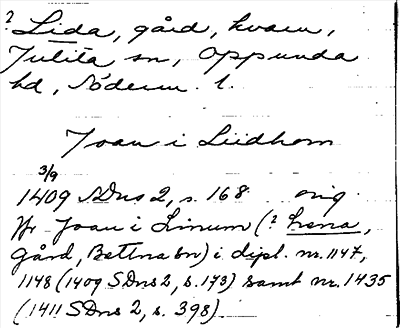 ? Lida, gård, kvarn,
Julita sn, Oppunda
hd, Söderm. l.
Joan i Liidhom
3/9
1409 SDns 2, s. 168 orig.
Jfr Joan i Linum (? Lena,
gård, Bettna sn) i dipl. nr. 1147,
1148 (1409 SDns 2, s. 173) samt nr. 1435
(1411 SDns 2, s. 398).